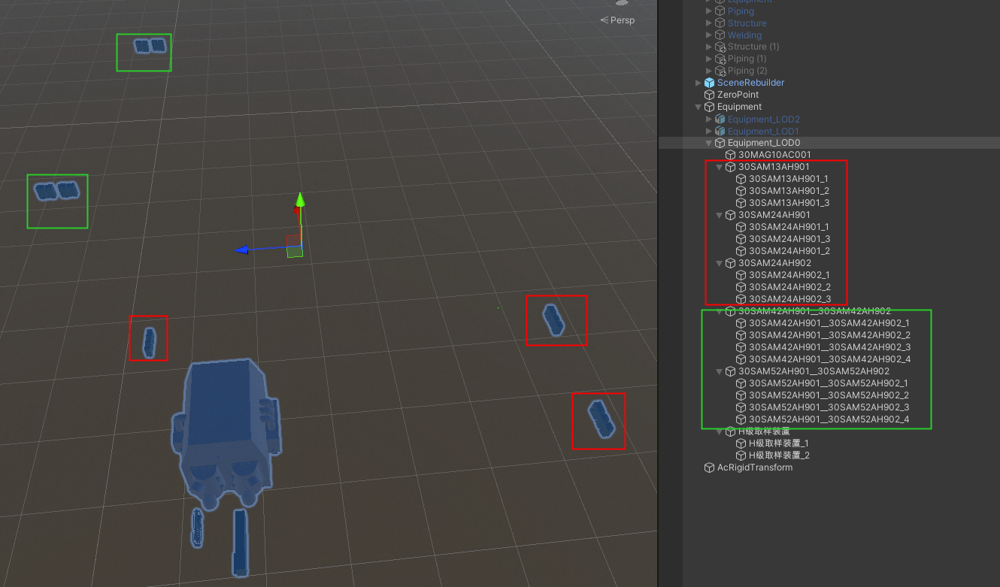 Persp
Equipment
Piping
Structure
Welding
Structure (1)
Piping (1)
Piping (2)
SceneRebuilder
ZeroPoint
Equipment
Equipment_LOD2
Equipment_LOD1
Equipment_LOD0
30MAG10AC001
30SAM13AH901
30SAM13AH901_1
30SAM13AH901_2
30SAM13AH901_3
30SAM24AH901
30SAM24AH901_1
30SAM24AH901_3
30SAM24AH901_2
30SAM24AH902
30SAM24AH902_1
30SAM24AH902_2
30SAM24AH902_3
30SAM42AH901__30SAM42AH902
30SAM42AH901__30SAM42AH902_1
30SAM42AH901__30SAM42AH902_2
30SAM42AH901__30SAM42AH902_3
30SAM42AH901__30SAM42AH902_4
30SAM52AH901__30SAM52AH902
30SAM52AH901__30SAM52AH902_1
30SAM52AH901__30SAM52AH902_2
30SAM52AH901__30SAM52AH902_3
30SAM52AH901__30SAM52AH902_4
H级取样装置
H级取样装置_1
H级取样装置_2
AcRigidTransform